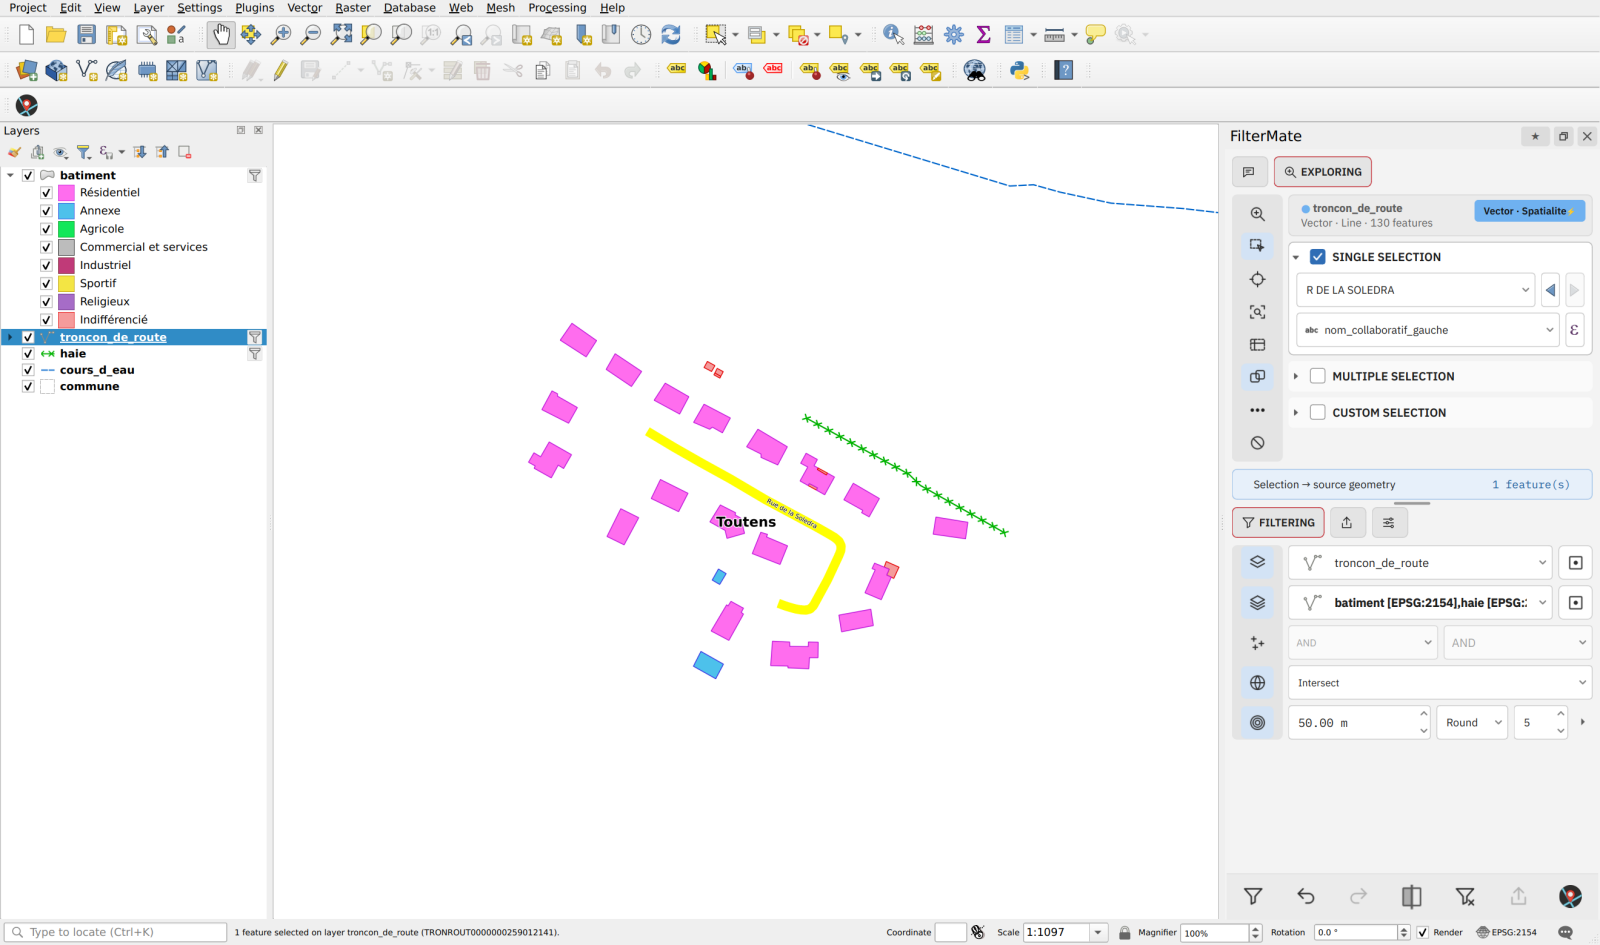 Project Edit View Layer Settings Plugins Vector Raster Database Web Mesh Processing Help
Layers
batiment
Résidentiel
Annexe
Agricole
Commercial et services
Industriel
Sportif
Religieux
Indifférencié
troncon_de_route
haie
cours_d_eau
commune
Rue de la Soledra
Toutens
FilterMate
EXPLORING
troncon_de_route
Vector · Line · 130 features
Vector · Spatialite⚡
SINGLE SELECTION
R DE LA SOLEDRA
abc nom_collaboratif_gauche
ε
MULTIPLE SELECTION
CUSTOM SELECTION
Selection → source geometry 1 feature(s)
FILTERING
troncon_de_route
batiment [EPSG:2154],haie [EPSG:
AND AND
Intersect
50.00 m Round 5
Type to locate (Ctrl+K) 1 feature selected on layer troncon_de_route (TRONROUT0000000259012141). Coordinate Scale 1:1097 Magnifier 100% Rotation 0.0 ° Render EPSG:2154